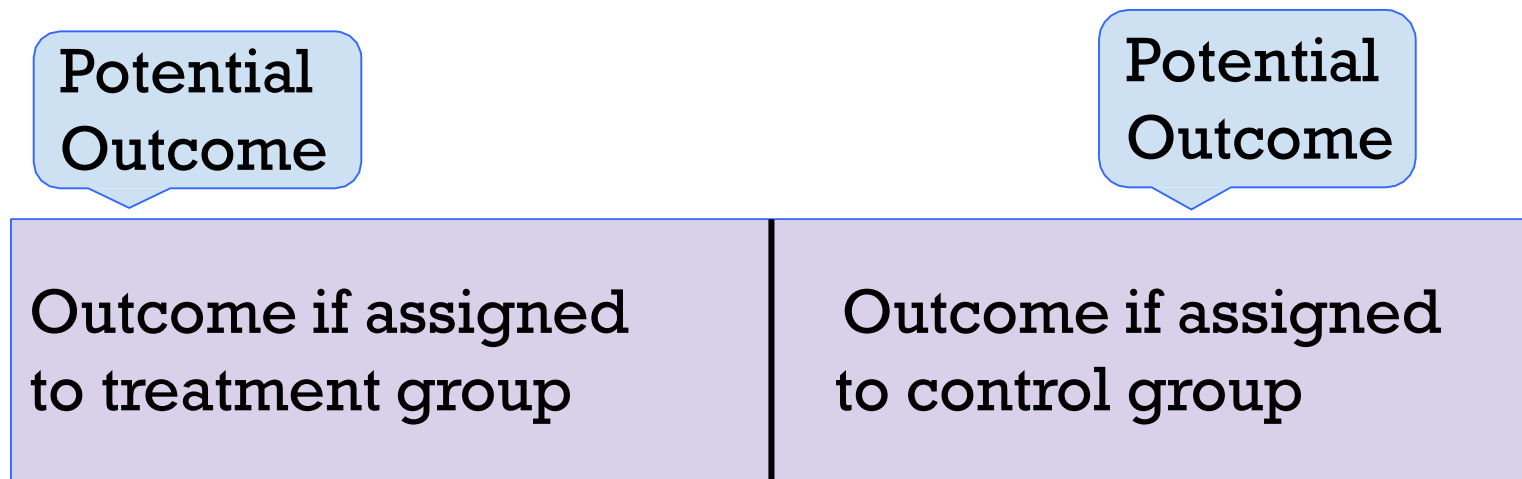 Potential
Outcome
Potential
Outcome
Outcome if assigned
to treatment group
Outcome if assigned
to control group